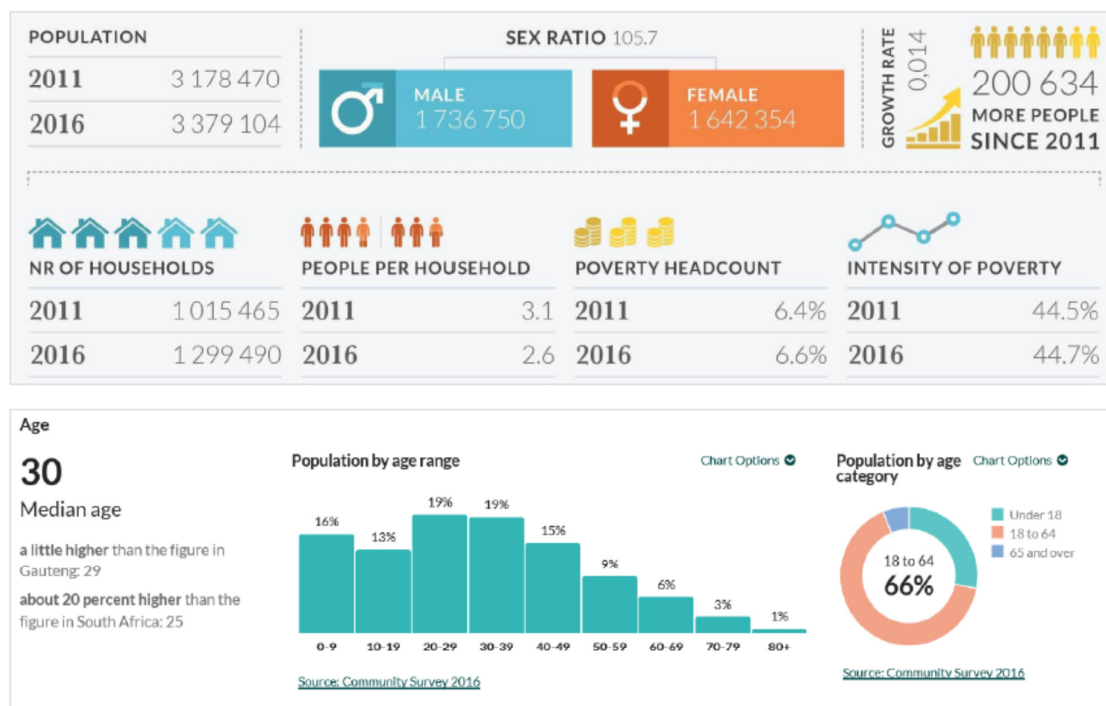 POPULATION
2011 3 178 470
2016 3 379 104
SEX RATIO 105.7
MALE
1 736 750
FEMALE
1 642 354
GROWTH RATE
0,014
200 634
MORE PEOPLE
SINCE 2011
NR OF HOUSEHOLDS
2011 1 015 465
2016 1 299 490
PEOPLE PER HOUSEHOLD
2011 3.1
2016 2.6
POVERTY HEADCOUNT
2011 6.4%
2016 6.6%
INTENSITY OF POVERTY
2011 44.5%
2016 44.7%
Age
30
Median age
a little higher than the figure in
Gauteng: 29
about 20 percent higher than the
figure in South Africa: 25
Population by age range
Chart Options
16%
13%
19%
19%
15%
9%
6%
3%
1%
0-9 10-19 20-29 30-39 40-49 50-59 60-69 70-79 80+
Source: Community Survey 2016
Population by age
category
Chart Options
18 to 64
66%
Under 18
18 to 64
65 and over
Source: Community Survey 2016